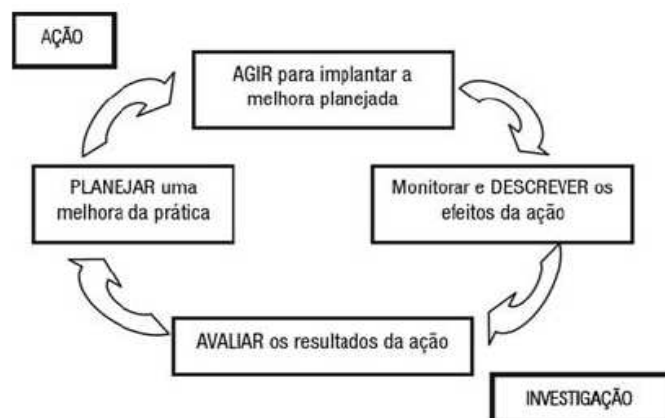 AÇÃO
AGIR para implantar a
melhora planejada
PLANEJAR uma
melhora da prática
Monitorar e DESCREVER os
efeitos da ação
AVALIAR os resultados da ação
INVESTIGAÇÃO